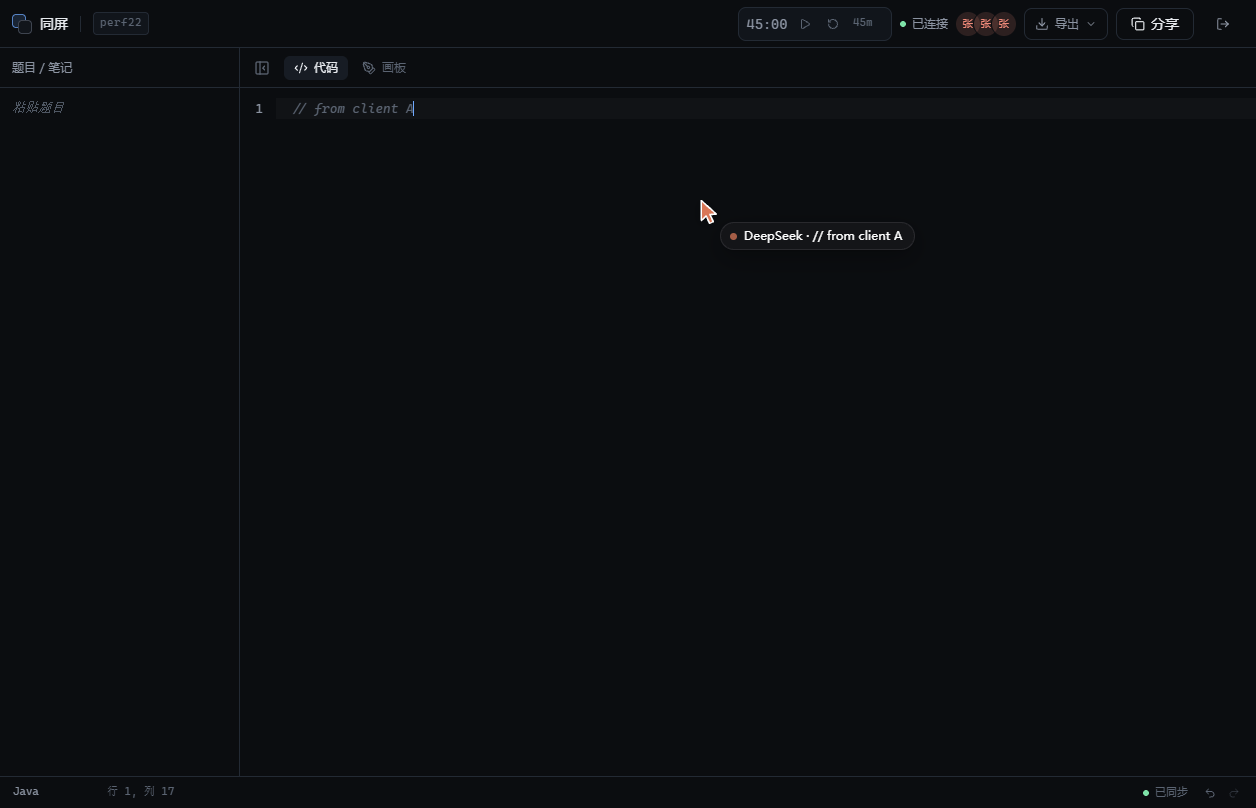 同屏 perf22 45:00 45m 已连接 张 张 张 导出 分享
题目 / 笔记 代码 画板
粘贴题目
1 // from client A
DeepSeek · // from client A
Java 行 1, 列 17 已同步